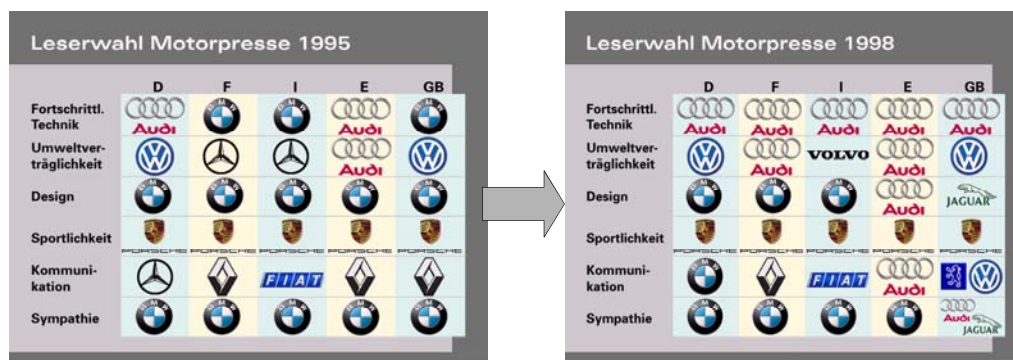 Leserwahl Motorpresse 1995
D F I E GB
Fortschrittl.
Technik
Audi Audi
Umweltver-
träglichkeit
Audi
Design
Sportlichkeit
PORSCHE PORSCHE PORSCHE PORSCHE PORSCHE
Kommuni-
kation
FIAT
Sympathie
Leserwahl Motorpresse 1998
D F I E GB
Fortschrittl.
Technik
Audi Audi Audi Audi Audi
Umweltver-
träglichkeit
Audi VOLVO Audi
Design
Audi JAGUAR
Sportlichkeit
PORSCHE PORSCHE PORSCHE PORSCHE PORSCHE
Kommuni-
kation
FIAT Audi
Sympathie
Audi
JAGUAR